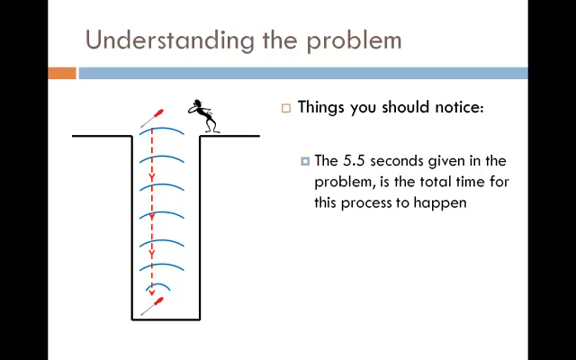 Understanding the problem
Things you should notice:
The 5.5 seconds given in the
problem, is the total time for
this process to happen